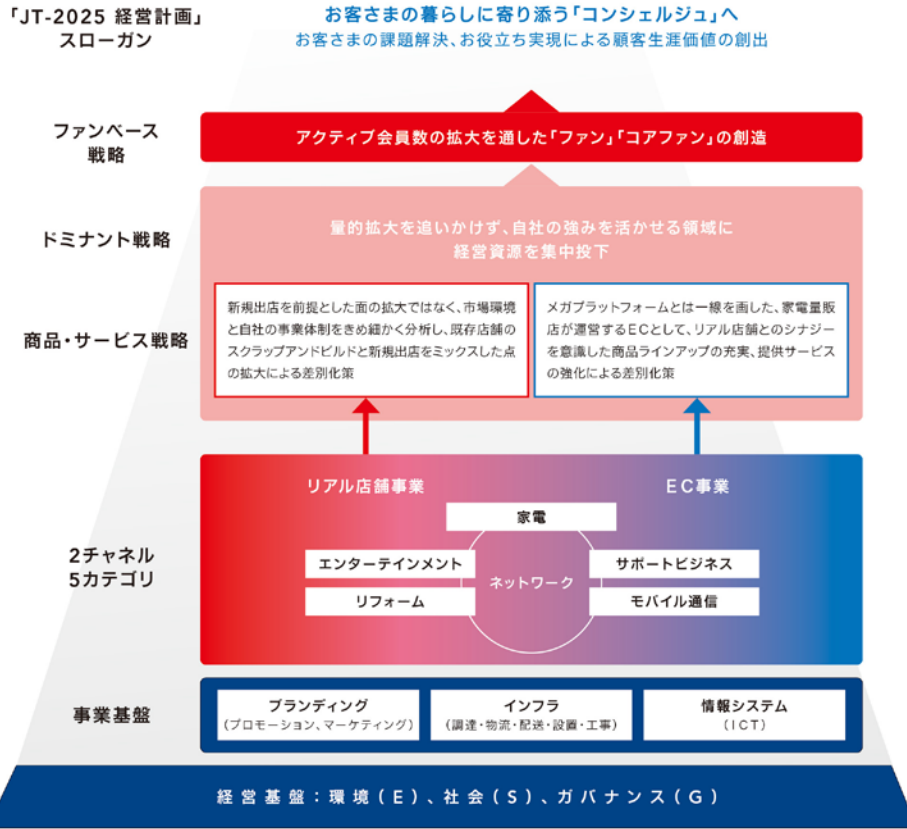 「JT-2025 経営計画」
スローガン
お客さまの暮らしに寄り添う「コンシェルジュ」へ
お客さまの課題解決、お役立ち実現による顧客生涯価値の創出
ファンベース
戦略
アクティブ会員数の拡大を通した「ファン」「コアファン」の創造
ドミナント戦略
量的拡大を追いかけず、自社の強みを活かせる領域に
経営資源を集中投下
商品・サービス戦略
新規出店を前提とした面の拡大ではなく、市場環境
と自社の事業体制をきめ細かく分析し、既存店舗の
スクラップアンドビルドと新規出店をミックスした点
の拡大による差別化策
メガプラットフォームとは一線を画した、家電量販
店が運営するECとして、リアル店舗とのシナジー
を意識した商品ラインアップの充実、提供サービス
の強化による差別化策
2チャネル
5カテゴリ
リアル店舗事業
EC事業
家電
エンターテインメント
サポートビジネス
ネットワーク
リフォーム
モバイル通信
事業基盤
ブランディング
(プロモーション、マーケティング)
インフラ
(調達・物流・配送・設置・工事)
情報システム
(ICT)
経営基盤:環境(E)、社会(S)、ガバナンス(G)